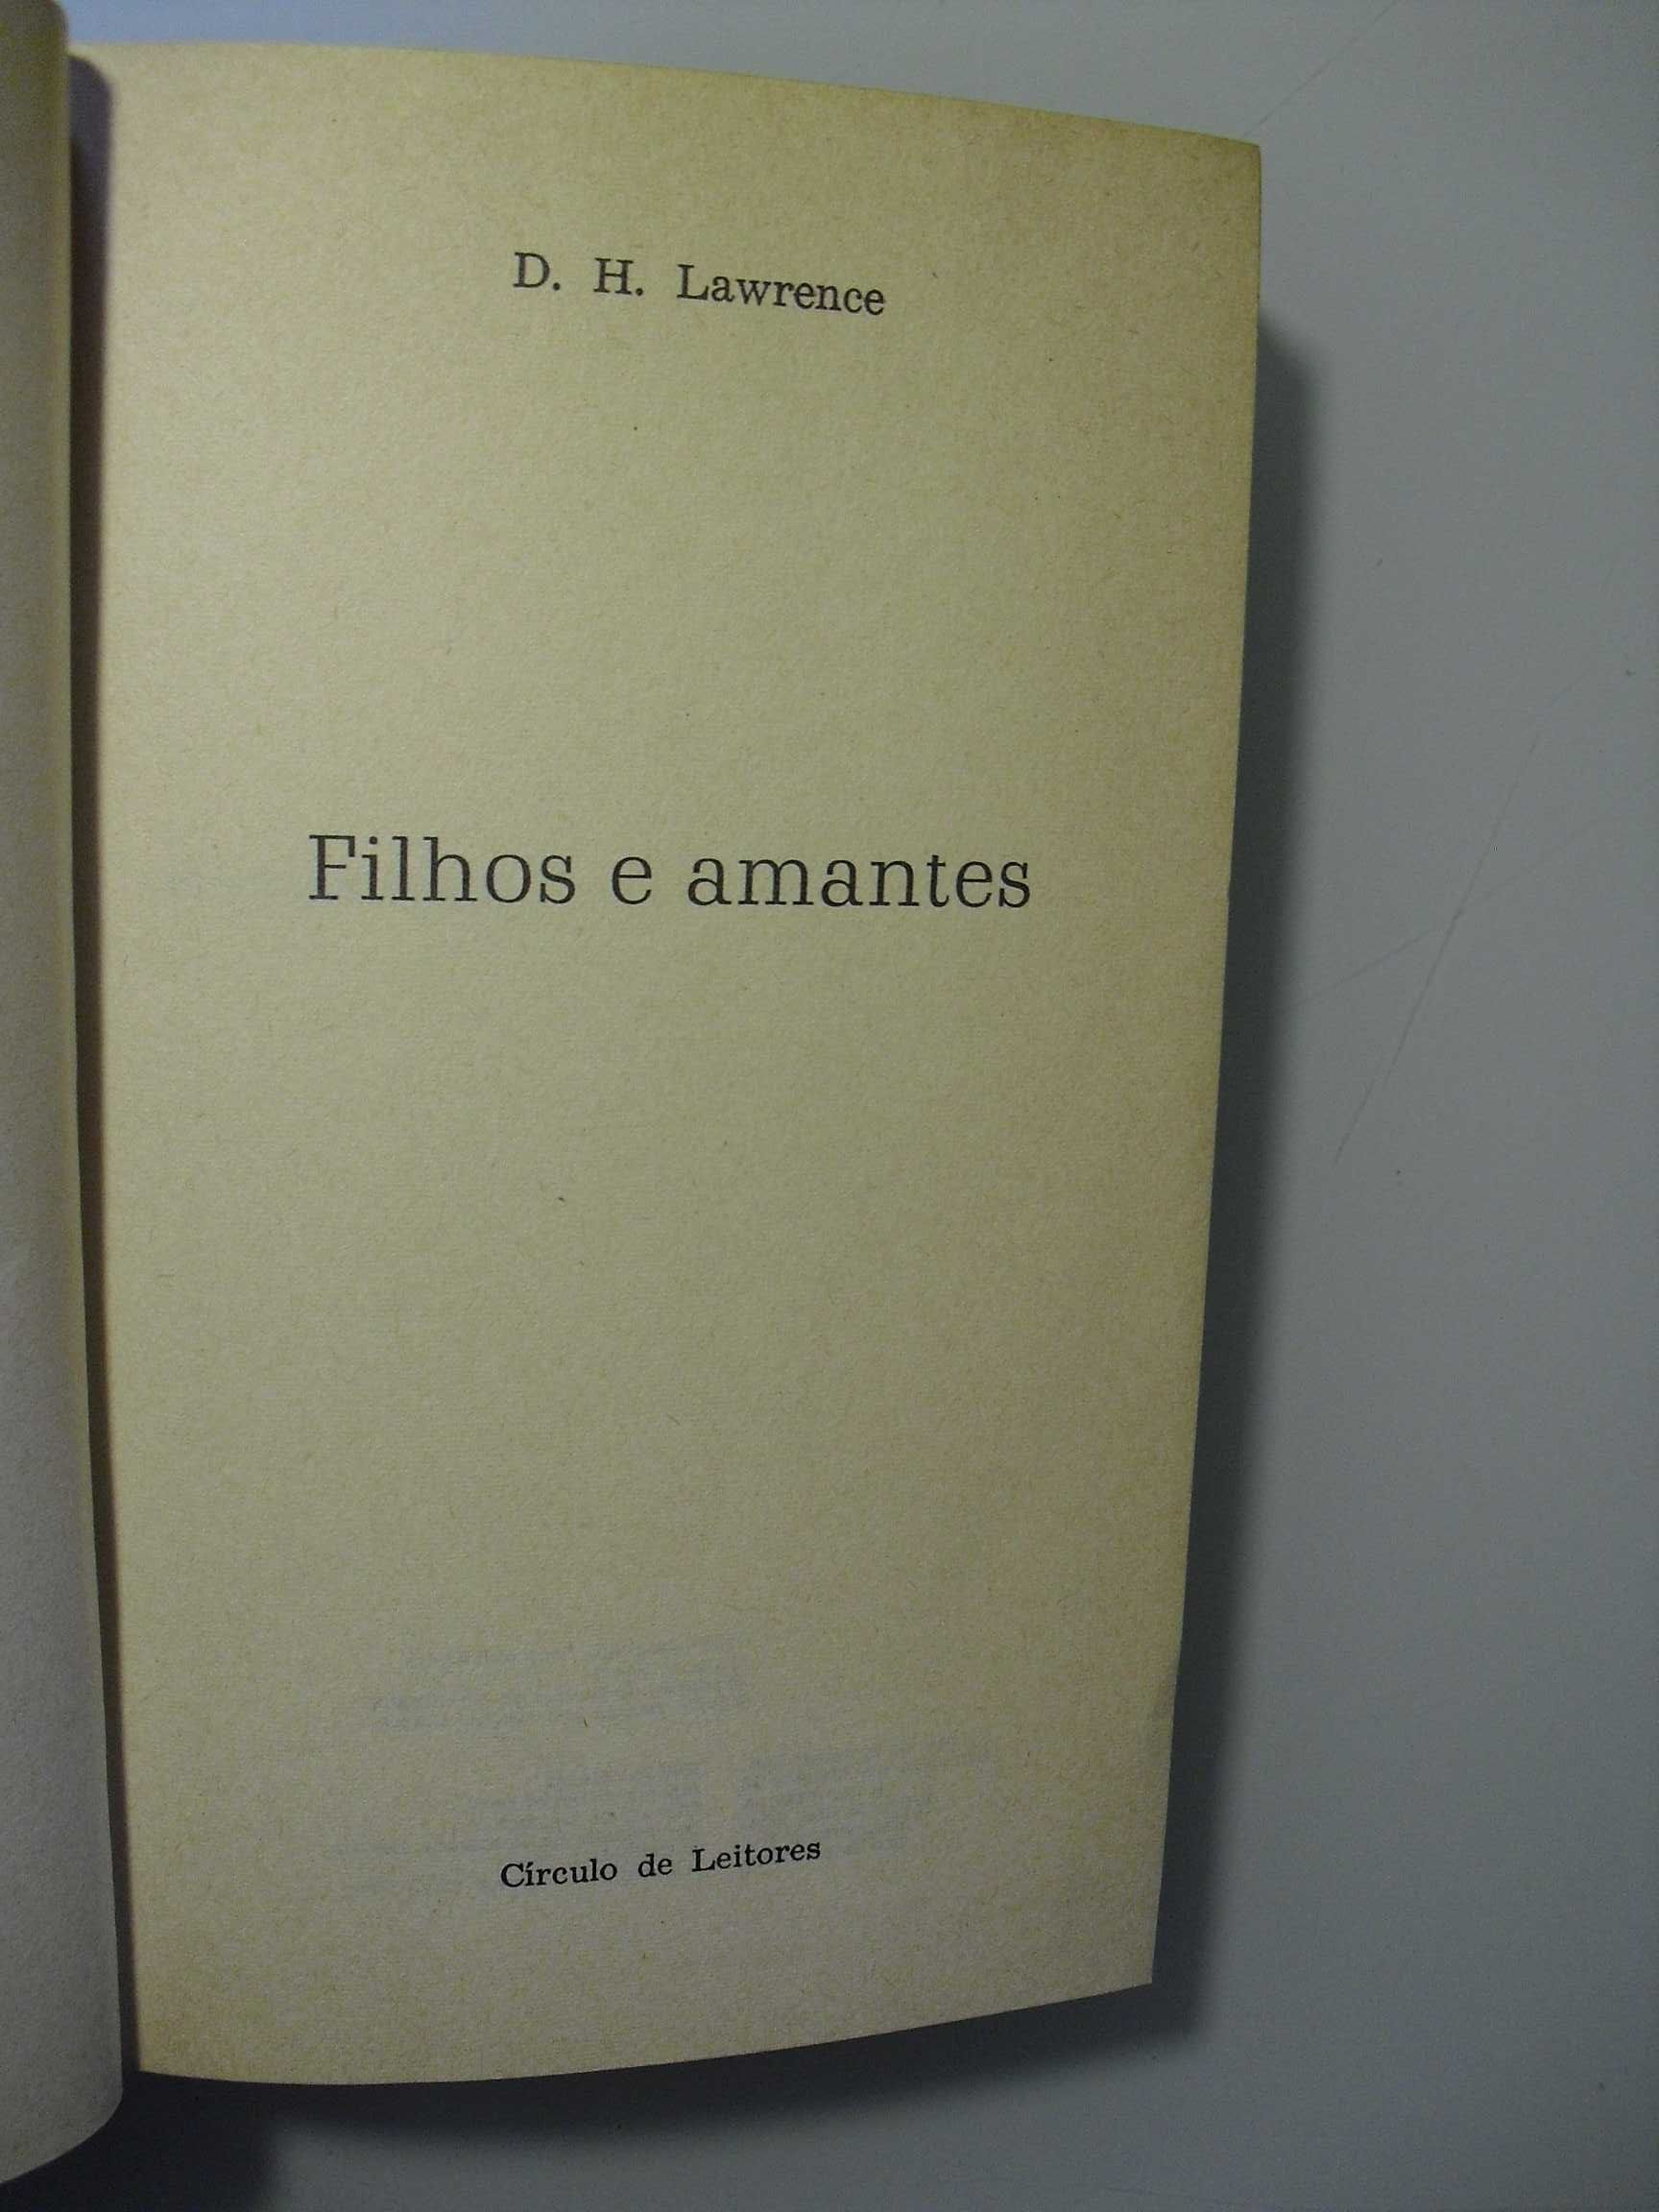 D. H. Lawrence
Filhos e amantes
Círculo de Leitores